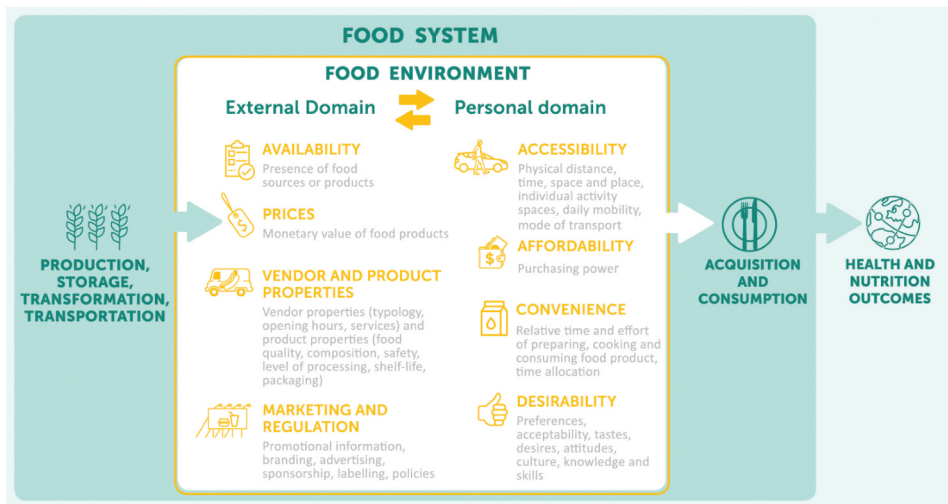 FOOD SYSTEM
FOOD ENVIRONMENT
External Domain
Personal domain
PRODUCTION,
STORAGE,
TRANSFORMATION,
TRANSPORTATION
AVAILABILITY
Presence of food
sources or products
PRICES
Monetary value of food products
VENDOR AND PRODUCT
PROPERTIES
Vendor properties (typology,
opening hours, services) and
product properties (food
quality, composition, safety,
level of processing, shelf-life,
packaging)
MARKETING AND
REGULATION
Promotional information,
branding, advertising,
sponsorship, labelling, policies
ACCESSIBILITY
Physical distance,
time, space and place,
individual activity
spaces, daily mobility,
mode of transport
AFFORDABILITY
Purchasing power
CONVENIENCE
Relative time and effort
of preparing, cooking and
consuming food product,
time allocation
DESIRABILITY
Preferences,
acceptability, tastes,
desires, attitudes,
culture, knowledge and
skills
ACQUISITION
AND
CONSUMPTION
HEALTH AND
NUTRITION
OUTCOMES